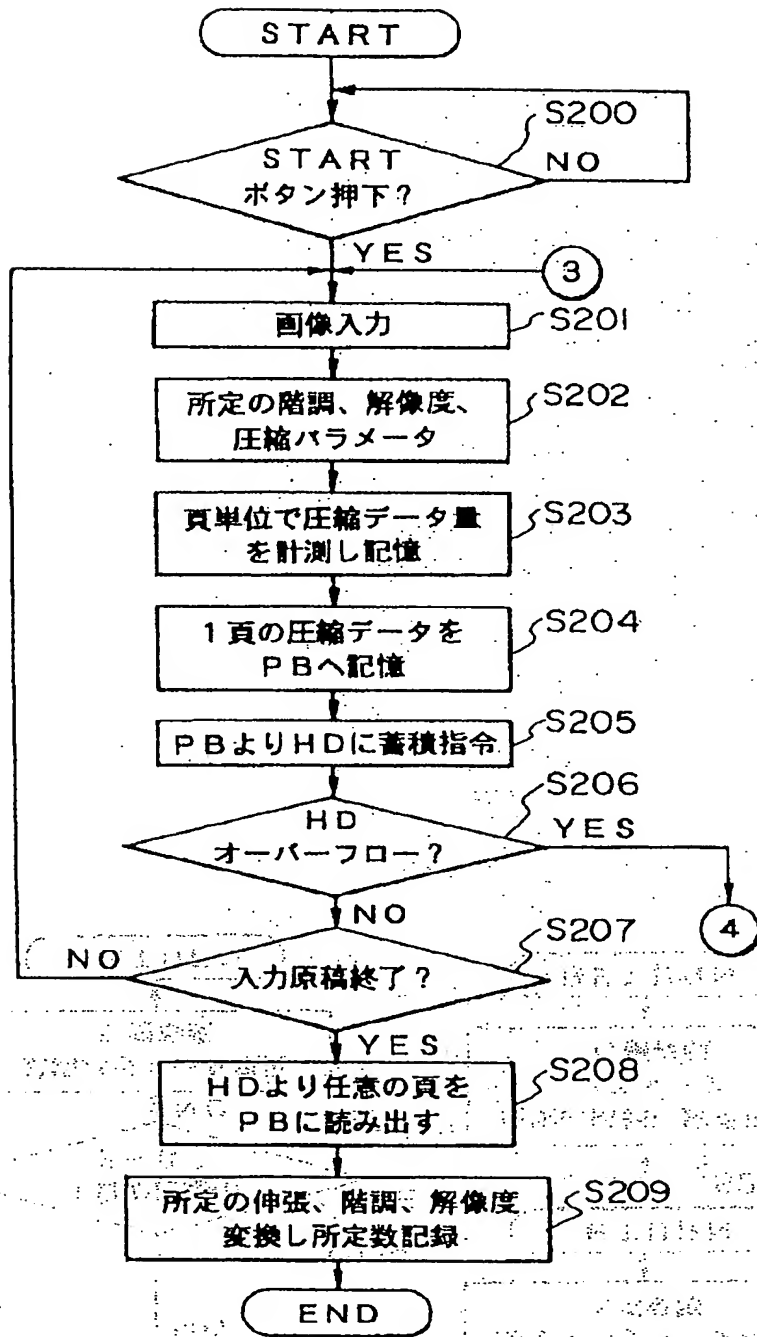 START
S200
START
ボタン押下？
NO
YES
3
画像入力
S201
所定の階調、解像度、
圧縮パラメータ
S202
頁単位で圧縮データ量
を計測し記憶
S203
1頁の圧縮データを
PBへ記憶
S204
PBよりHDに蓄積指令
S205
HD
オーバーフロー？
S206
YES
4
NO
入力原稿終了？
S207
NO
YES
HDより任意の頁を
PBに読み出す
S208
所定の伸張、階調、解像度
変換し所定数記録
S209
END